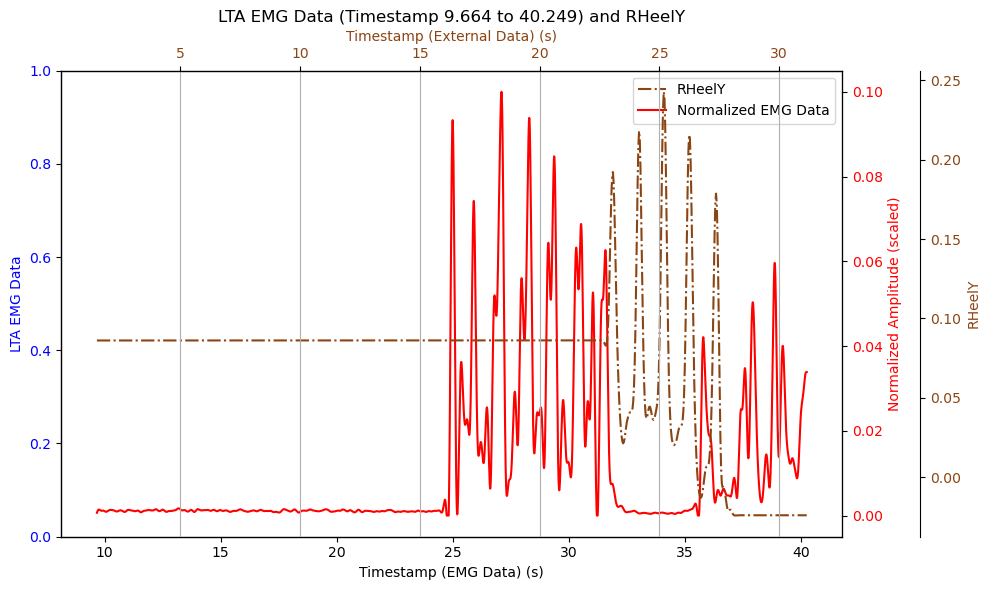 LTA EMG Data (Timestamp 9.664 to 40.249) and RHeelY
Timestamp (External Data) (s)
5 10 15 20 25 30
RHeelY
Normalized EMG Data
LTA EMG Data
1.0
0.8
0.6
0.4
0.2
0.0
0.10
0.08
0.06
0.04
0.02
0.00
Normalized Amplitude (scaled)
0.25
0.20
0.15
0.10
0.05
0.00
RHeelY
10 15 20 25 30 35 40
Timestamp (EMG Data) (s)